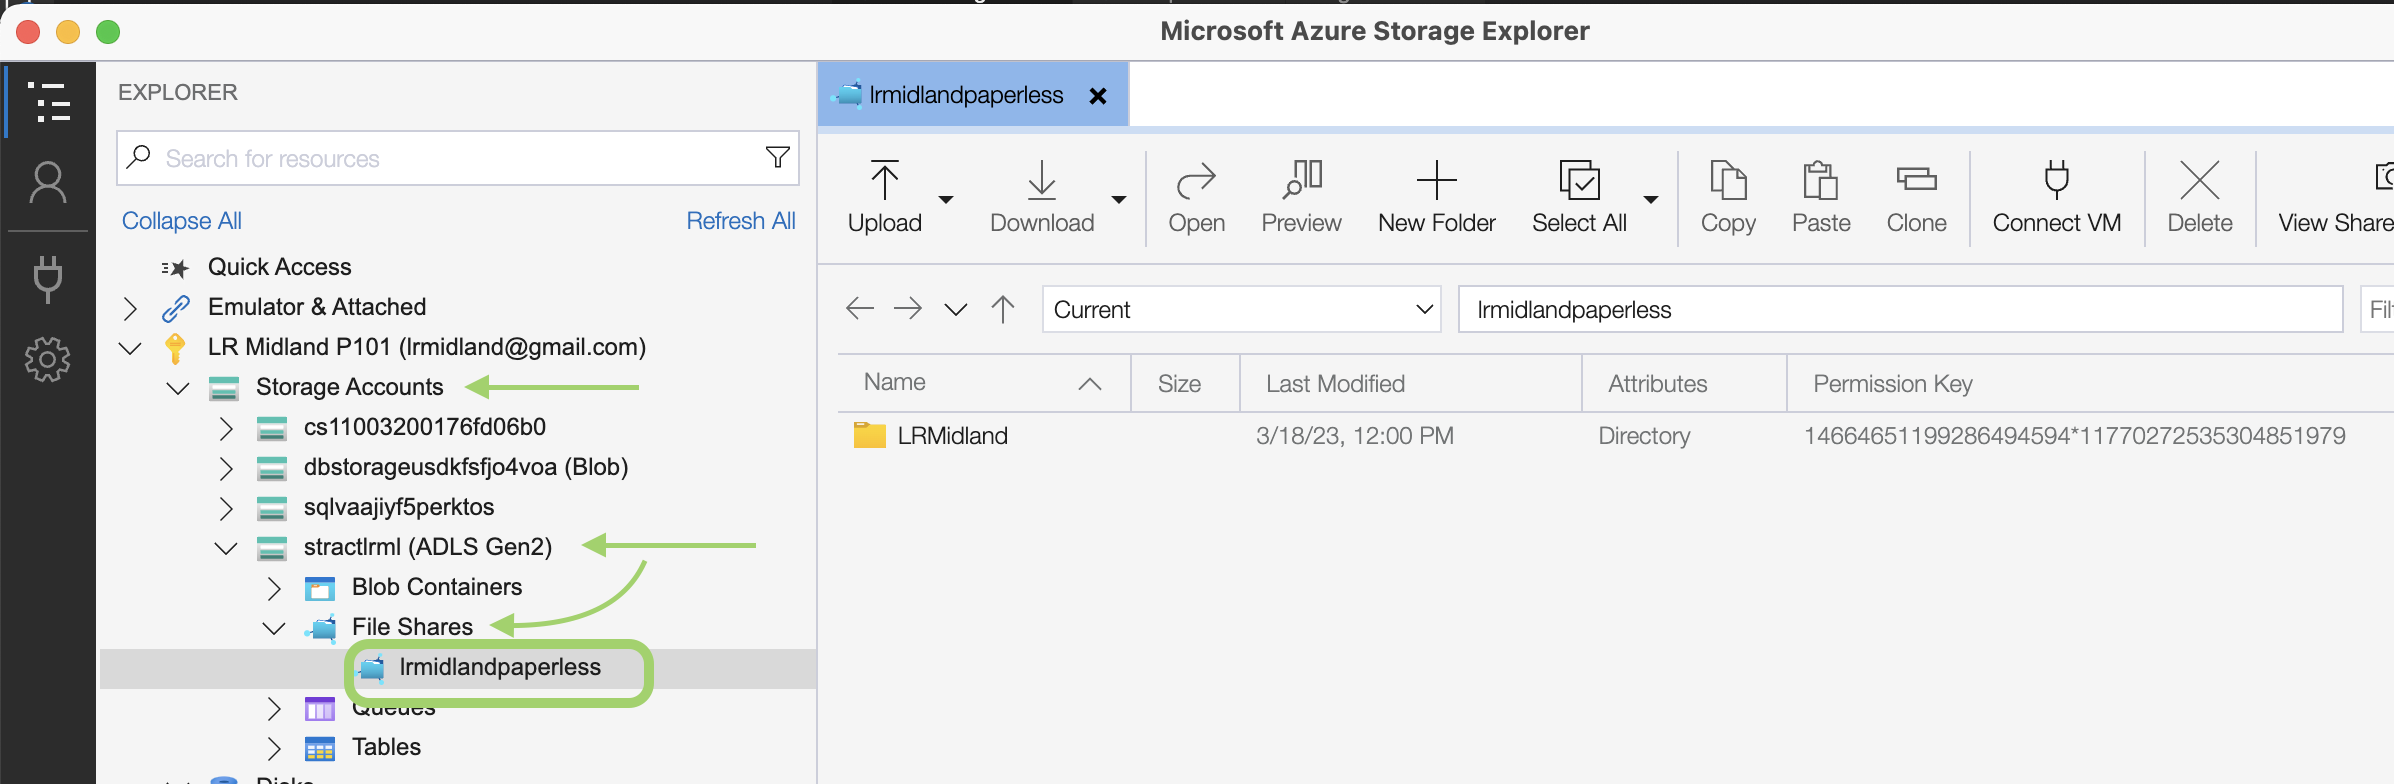 Microsoft Azure Storage Explorer
EXPLORER
Search for resources
Collapse All Refresh All
Quick Access
Emulator & Attached
LR Midland P101 (lrmidland@gmail.com)
Storage Accounts
cs11003200176fd06b0
dbstorageusdkfsfjo4voa (Blob)
sqlvaajiyf5perktos
stractlrml (ADLS Gen2)
Blob Containers
File Shares
lrmidlandpaperless
Queues
Tables
Disks
lrmidlandpaperless
Upload Download Open Preview New Folder Select All Copy Paste Clone Connect VM Delete View Share
Current lrmidlandpaperless Fil
Name Size Last Modified Attributes Permission Key
LRMidland 3/18/23, 12:00 PM Directory 14664651199286494594*11770272535304851979